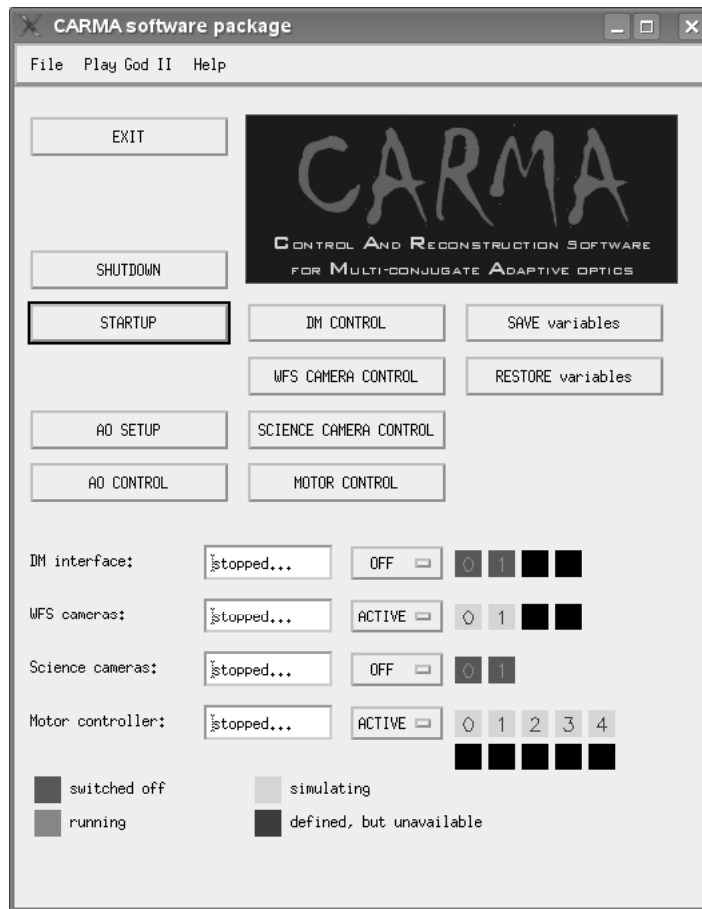 CARMA software package
File Play God II Help
EXIT
CARMA
CONTROL AND RECONSTRUCTION SOFTWARE
FOR MULTI-CONJUGATE ADAPTIVE OPTICS
SHUTDOWN
STARTUP DM CONTROL SAVE variables
WFS CAMERA CONTROL RESTORE variables
AO SETUP SCIENCE CAMERA CONTROL
AO CONTROL MOTOR CONTROL
DM interface: stopped... OFF 0 1
WFS cameras: stopped... ACTIVE 0 1
Science cameras: stopped... OFF 0 1
Motor controller: stopped... ACTIVE 0 1 2 3 4
switched off simulating
running defined, but unavailable